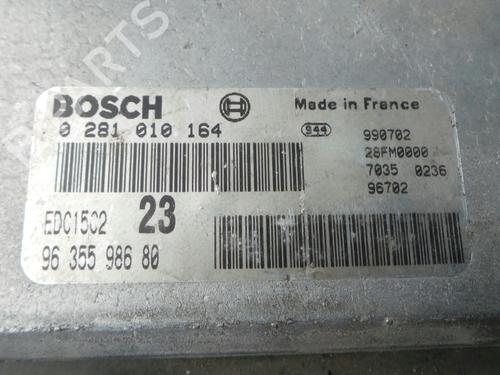 PARTS
BOSCH Made in France
0 281 010 164
944 990702
28FM0000
7035 0236
96702
EDC15C2 23
96 355 986 80